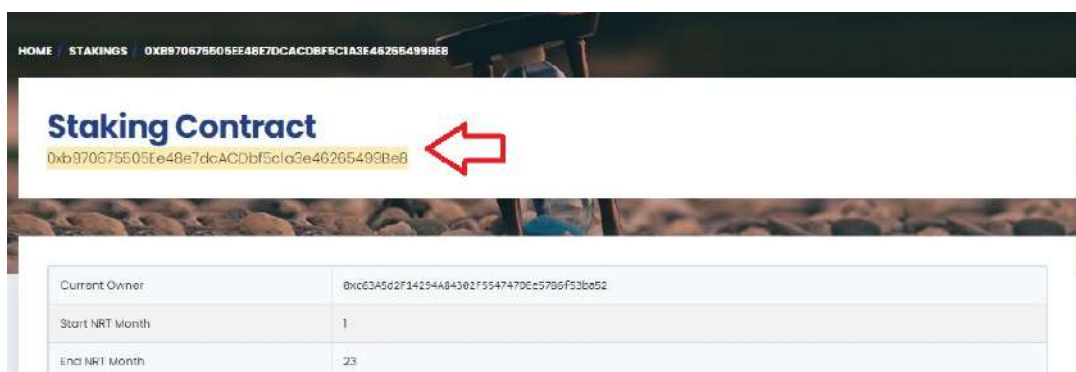 HOME / STAKINGS / 0XB970675505EE48E7DCACDBF5C1A3E46265499BE8
Staking Contract
0xb970675505Ee48e7dcACDbf5c1a3e46265499Be8
Current Owner 0xc63A5d2F14294A84302F5547470Ec5786f53ba52
Start NRT Month 1
End NRT Month 23